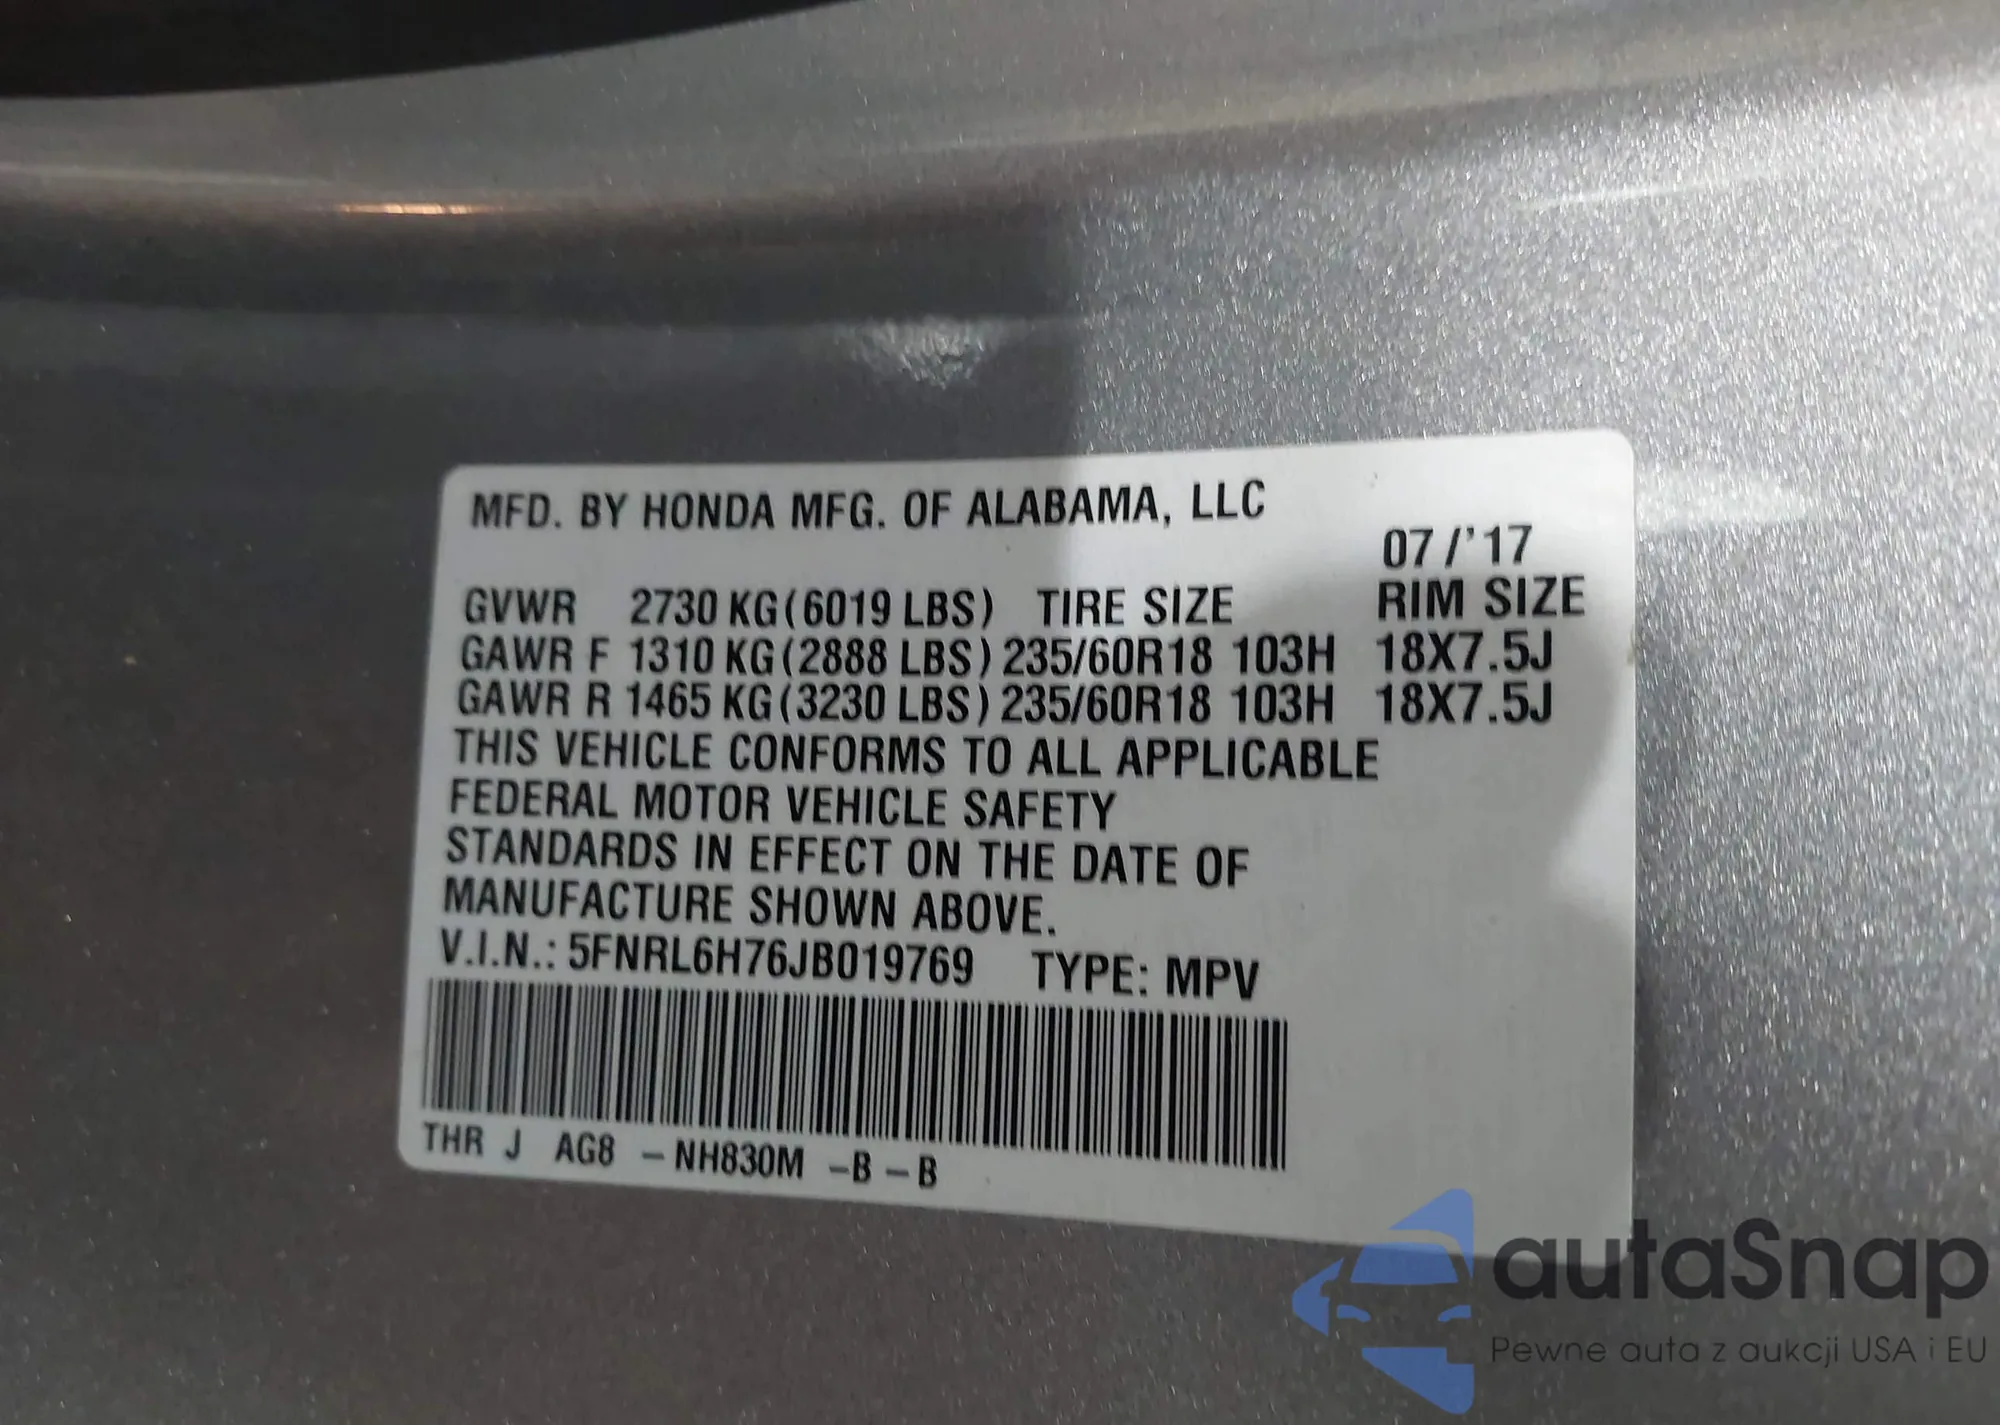 MFD. BY HONDA MFG. OF ALABAMA, LLC
07/'17
GVWR 2730 KG(6019 LBS) TIRE SIZE RIM SIZE
GAWR F 1310 KG(2888 LBS) 235/60R18 103H 18X7.5J
GAWR R 1465 KG(3230 LBS) 235/60R18 103H 18X7.5J
THIS VEHICLE CONFORMS TO ALL APPLICABLE
FEDERAL MOTOR VEHICLE SAFETY
STANDARDS IN EFFECT ON THE DATE OF
MANUFACTURE SHOWN ABOVE.
V.I.N.: 5FNRL6H76JB019769 TYPE: MPV
THR J AG8 -NH830M -B -B
autaSnap
Pewne auta z aukcji USA i EU